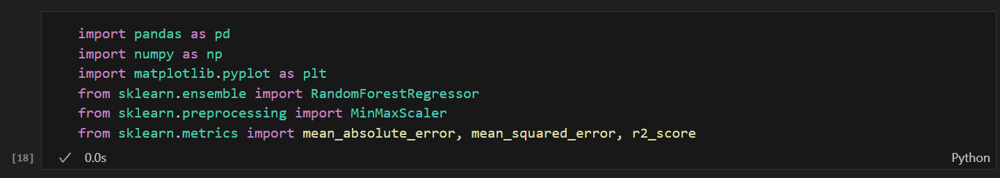 import pandas as pd
import numpy as np
import matplotlib.pyplot as plt
from sklearn.ensemble import RandomForestRegressor
from sklearn.preprocessing import MinMaxScaler
from sklearn.metrics import mean_absolute_error, mean_squared_error, r2_score
[18] ✓ 0.0s Python